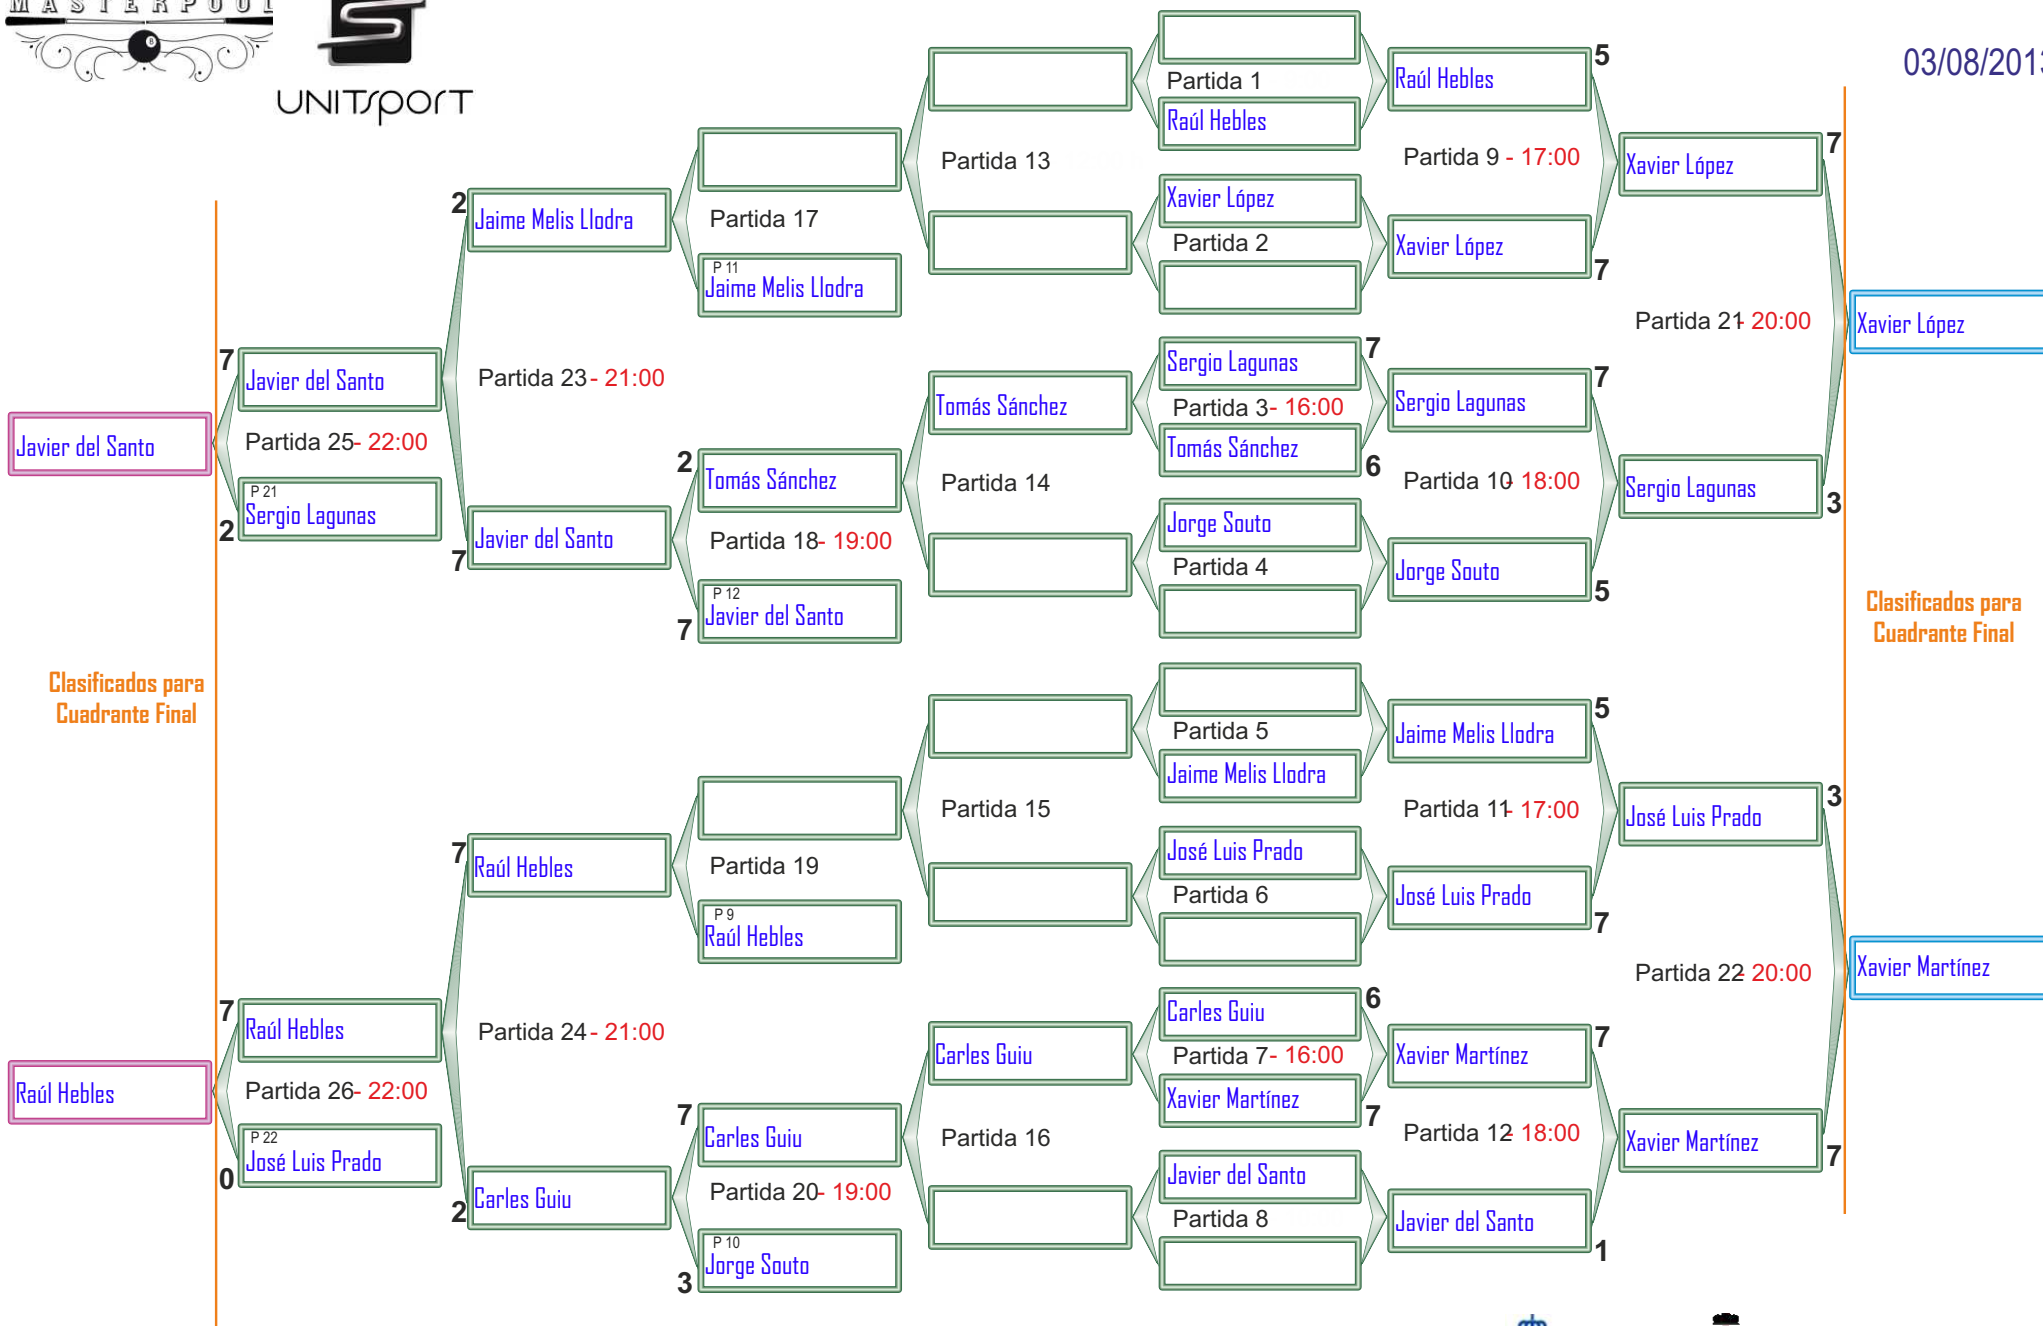 MASTERPOOL
8
UNITSPORT
03/08/2013
Clasificados para
Cuadrante Final
7
Javier del Santo
Javier del Santo
Partida 25- 22:00
P 21
Sergio Lagunas
2
7
Raúl Hebles
Raúl Hebles
Partida 26- 22:00
P 22
José Luis Prado
0
2
Jaime Melis Llodra
Partida 23- 21:00
Javier del Santo
7
7
Raúl Hebles
Partida 24- 21:00
Carles Guiu
2
Partida 17
P 11
Jaime Melis Llodra
2
Tomás Sánchez
Partida 18- 19:00
P 12
Javier del Santo
7
Partida 19
P 9
Raúl Hebles
7
Carles Guiu
Partida 20- 19:00
P 10
Jorge Souto
3
Partida 13
Tomás Sánchez
Partida 14
Partida 15
Carles Guiu
Partida 16
Partida 1
Raúl Hebles
Xavier López
Partida 2
Sergio Lagunas
7
Partida 3- 16:00
Tomás Sánchez
6
Jorge Souto
Partida 4
Partida 5
Jaime Melis Llodra
José Luis Prado
Partida 6
Carles Guiu
6
Partida 7- 16:00
Xavier Martínez
7
Javier del Santo
Partida 8
Raúl Hebles
5
Partida 9 - 17:00
Xavier López
7
Sergio Lagunas
7
Partida 10- 18:00
Jorge Souto
5
Jaime Melis Llodra
5
Partida 11- 17:00
José Luis Prado
7
Xavier Martínez
7
Partida 12- 18:00
Javier del Santo
1
Xavier López
7
Partida 21- 20:00
Sergio Lagunas
3
José Luis Prado
3
Partida 22- 20:00
Xavier Martínez
7
Xavier López
Clasificados para
Cuadrante Final
Xavier Martínez